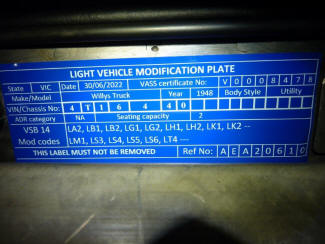 LIGHT VEHICLE MODIFICATION PLATE
State VIC Date 30/06/2022 VASS certificate No: V 0 0 0 8 4 7 8
Make/Model Willys Truck Year 1948 Body Style Utility
VIN/Chassis No: 4 T 1 6 4 4 0
ADR category NA Seating capacity 2
VSB 14 LA2, LB1, LB2, LG1, LG2, LH1, LH2, LK1, LK2 --
Mod codes LM1, LS3, LS4, LS5, LS6, LT4 ---
THIS LABEL MUST NOT BE REMOVED Ref No: A E A 2 0 6 1 0